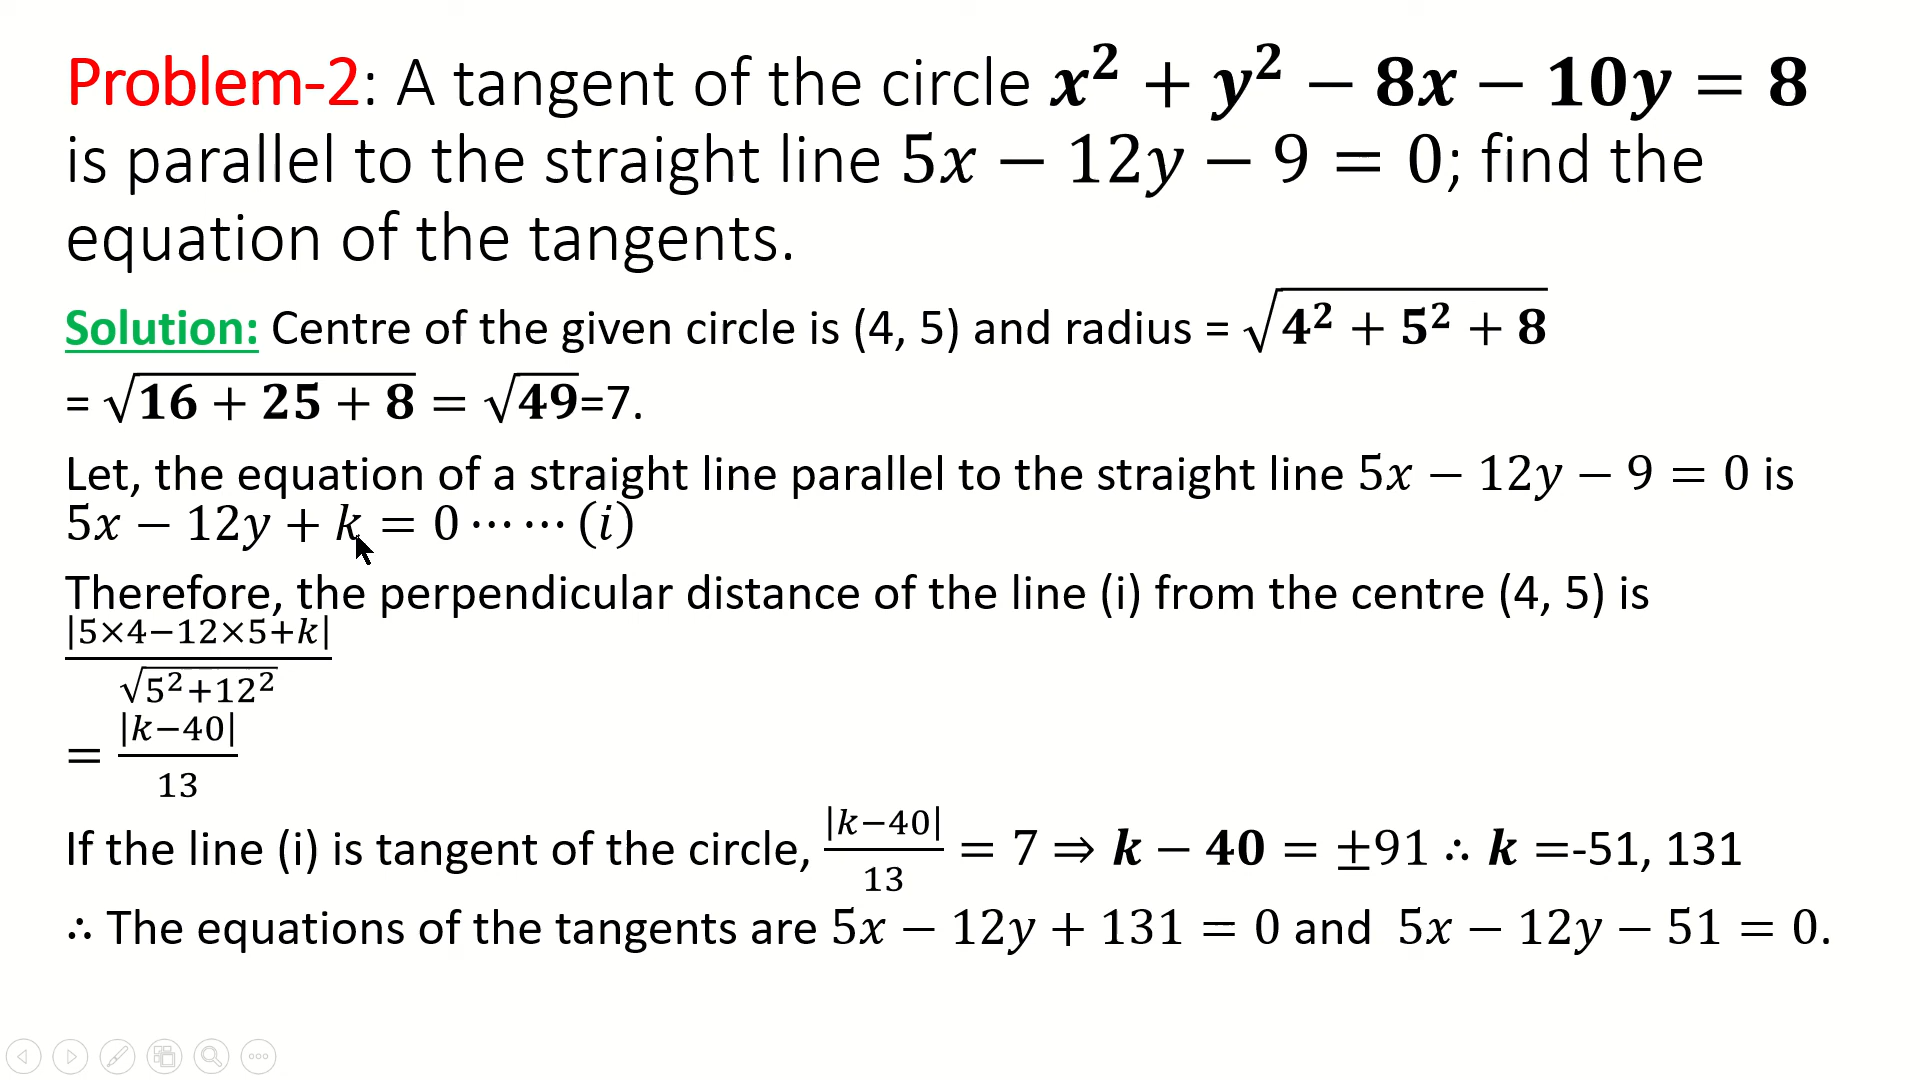 Problem-2: A tangent of the circle x² + y² − 8x − 10y = 8
is parallel to the straight line 5x − 12y − 9 = 0; find the
equation of the tangents.
Solution: Centre of the given circle is (4, 5) and radius = √(4² + 5² + 8)
= √(16 + 25 + 8) = √49=7.
Let, the equation of a straight line parallel to the straight line 5x − 12y − 9 = 0 is
5x − 12y + k = 0 ⋯ ⋯ (i)
Therefore, the perpendicular distance of the line (i) from the centre (4, 5) is
|5×4−12×5+k| / √(5²+12²)
= |k−40| / 13
If the line (i) is tangent of the circle, |k−40| / 13 = 7 ⇒ k − 40 = ±91 ∴ k =-51, 131
∴ The equations of the tangents are 5x − 12y + 131 = 0 and 5x − 12y − 51 = 0.